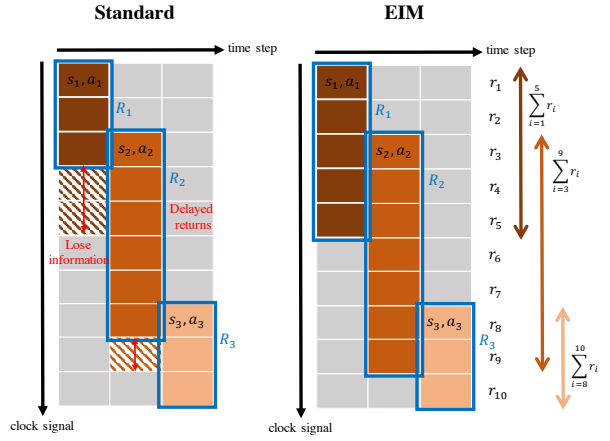 Standard
time step
s₁, a₁
R₁
s₂, a₂
R₂
Delayed
returns
Lose
information
s₃, a₃
R₃
clock signal
EIM
time step
s₁, a₁
R₁
s₂, a₂
R₂
s₃, a₃
R₃
clock signal
r₁
r₂
r₃
r₄
r₅
r₆
r₇
r₈
r₉
r₁₀
5
∑ rᵢ
i=1
9
∑ rᵢ
i=3
10
∑ rᵢ
i=8